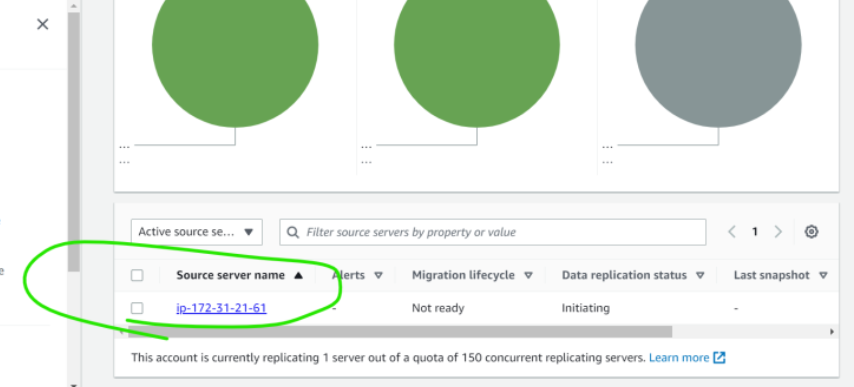 ... ... ...
... ... ...
Active source se... Filter source servers by property or value 1
Source server name Alerts Migration lifecycle Data replication status Last snapshot
ip-172-31-21-61 - Not ready Initiating -
This account is currently replicating 1 server out of a quota of 150 concurrent replicating servers. Learn more